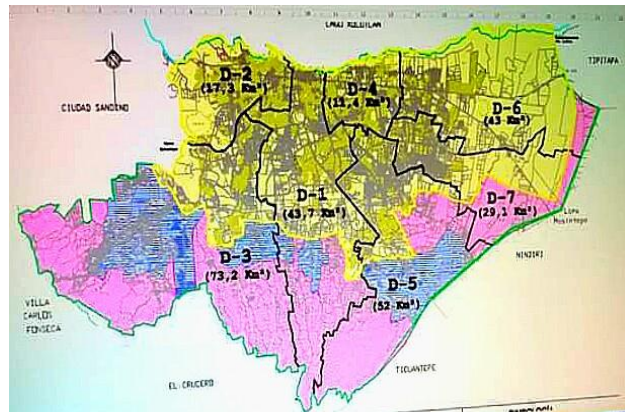 LAGO XOLOTLAN
TIPITAPA
D-2
(17,3 Km²)
D-4
(11,4 Km²)
D-6
(43 Km²)
CIUDAD SANDINO
D-1
(43,7 Km²)
D-7
(29,1 Km²)
D-3
(73,2 Km²)
NINDIRI
D-5
(52 Km²)
VILLA
CARLOS
FONSECA
TICUANTEPE
EL CRUCERO